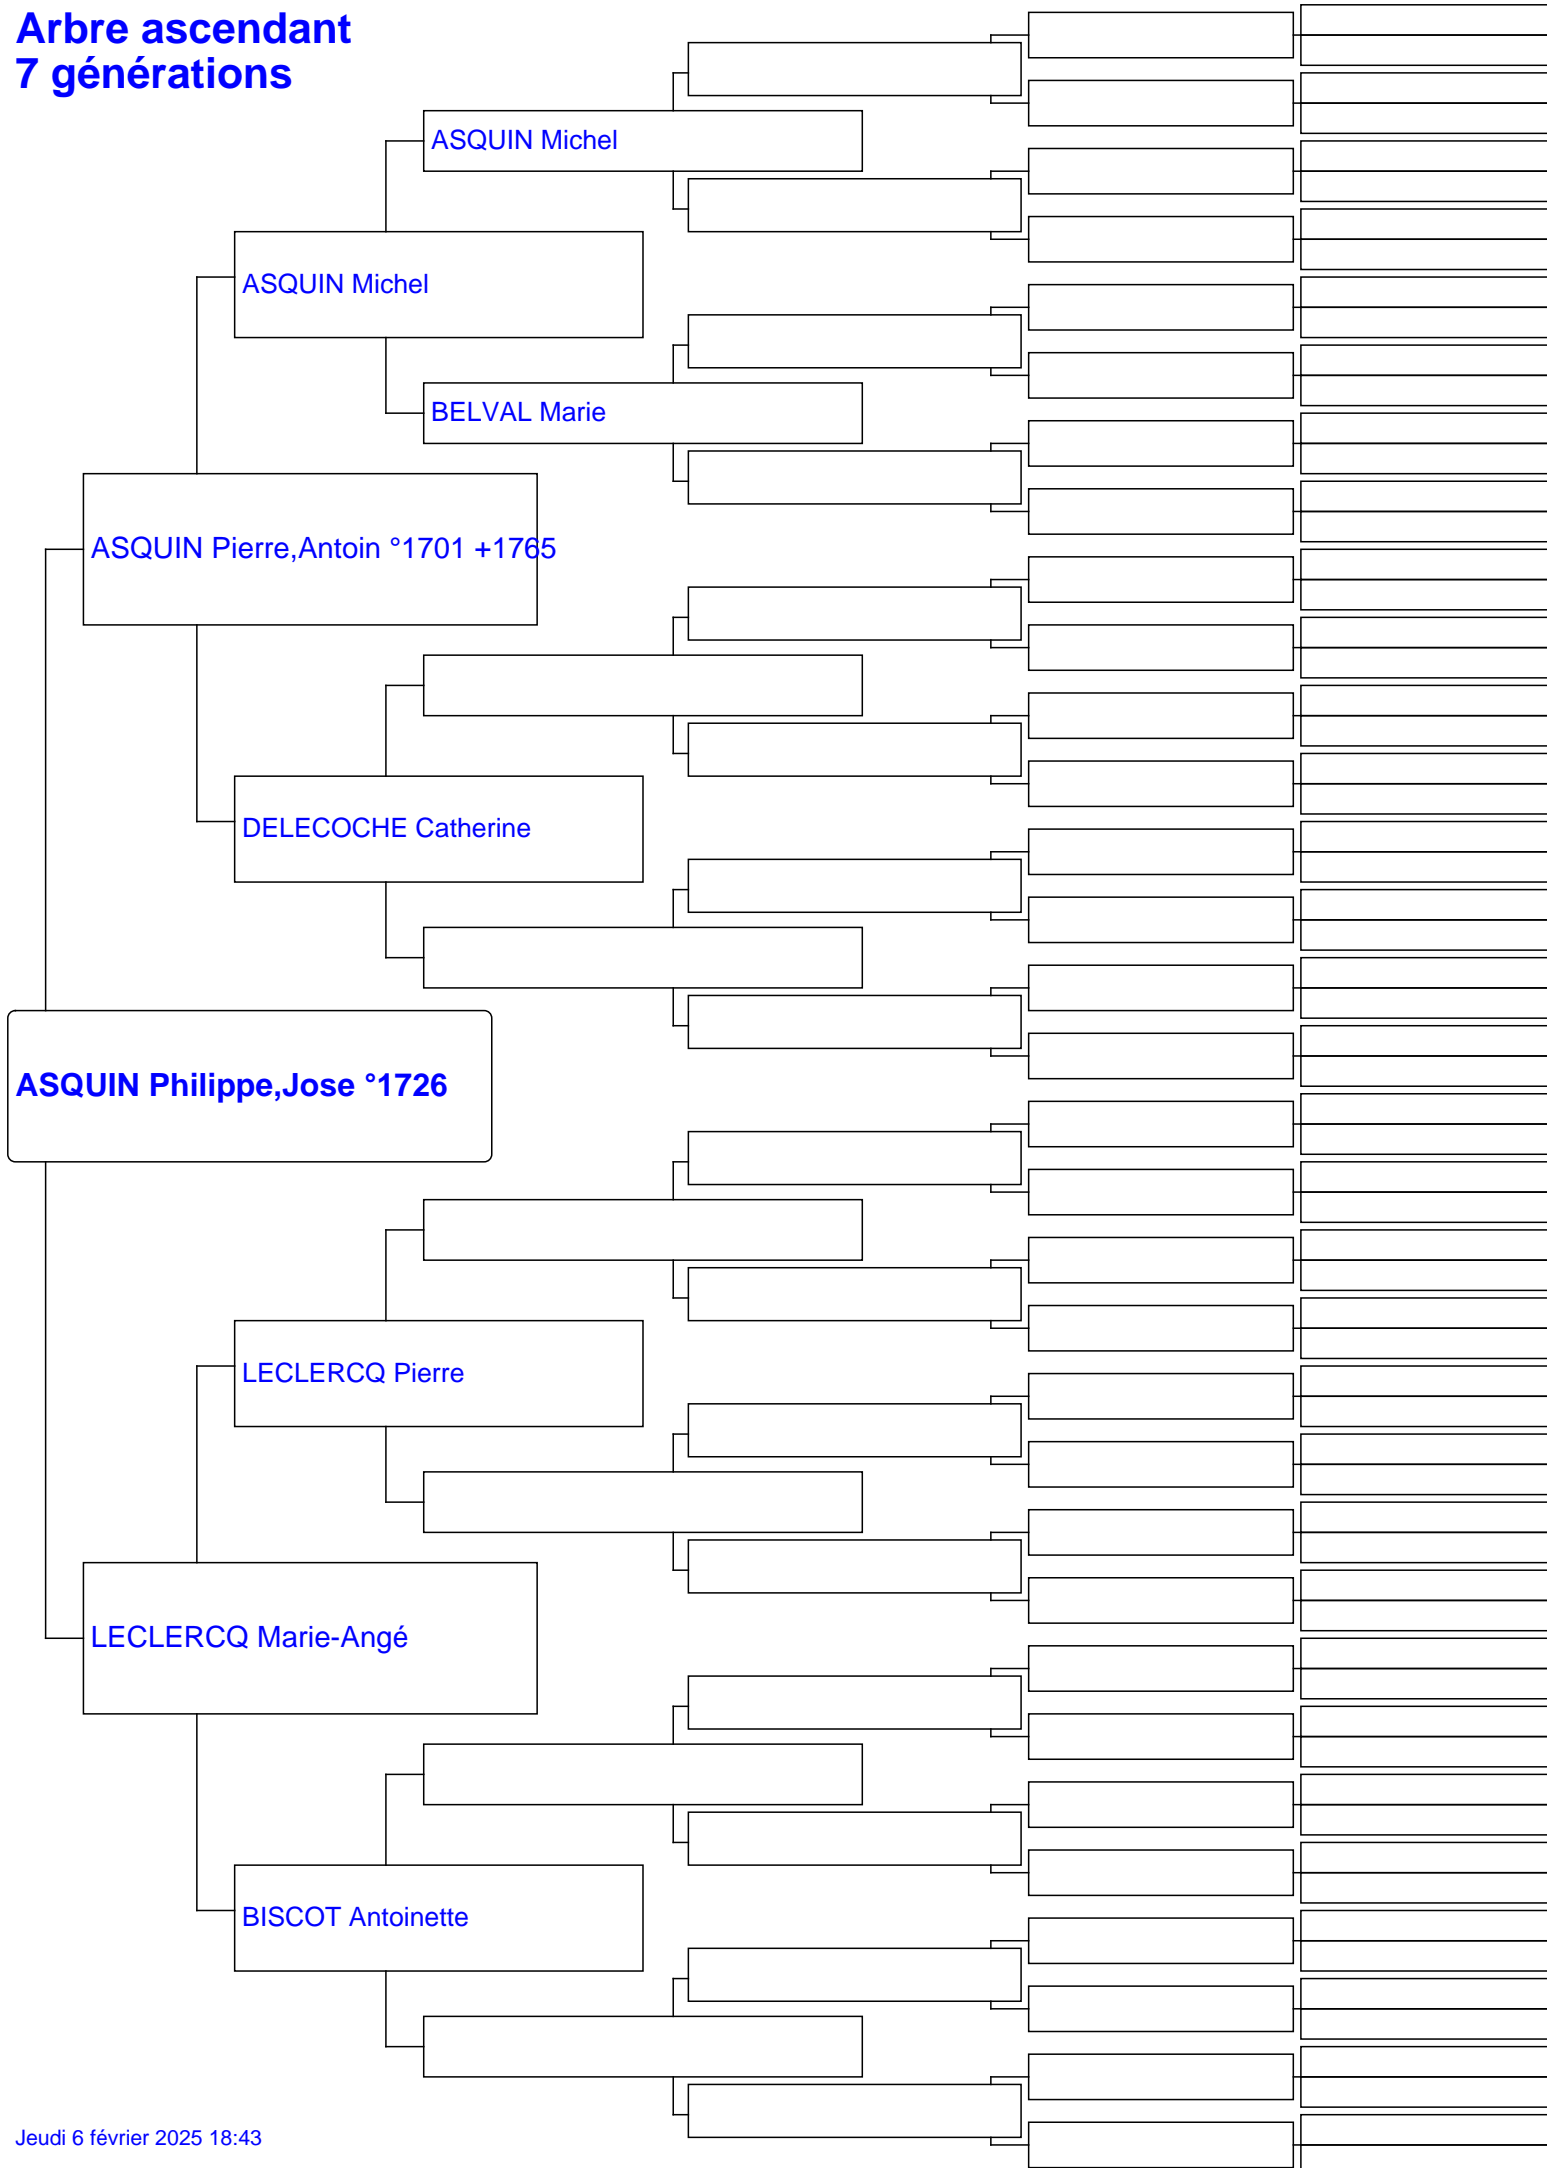 Arbre ascendant
7 générations
ASQUIN Michel
ASQUIN Michel
BELVAL Marie
ASQUIN Pierre,Antoin °1701 +1765
DELECOCHE Catherine
ASQUIN Philippe,Jose °1726
LECLERCQ Pierre
LECLERCQ Marie-Angé
BISCOT Antoinette
Jeudi 6 février 2025 18:43